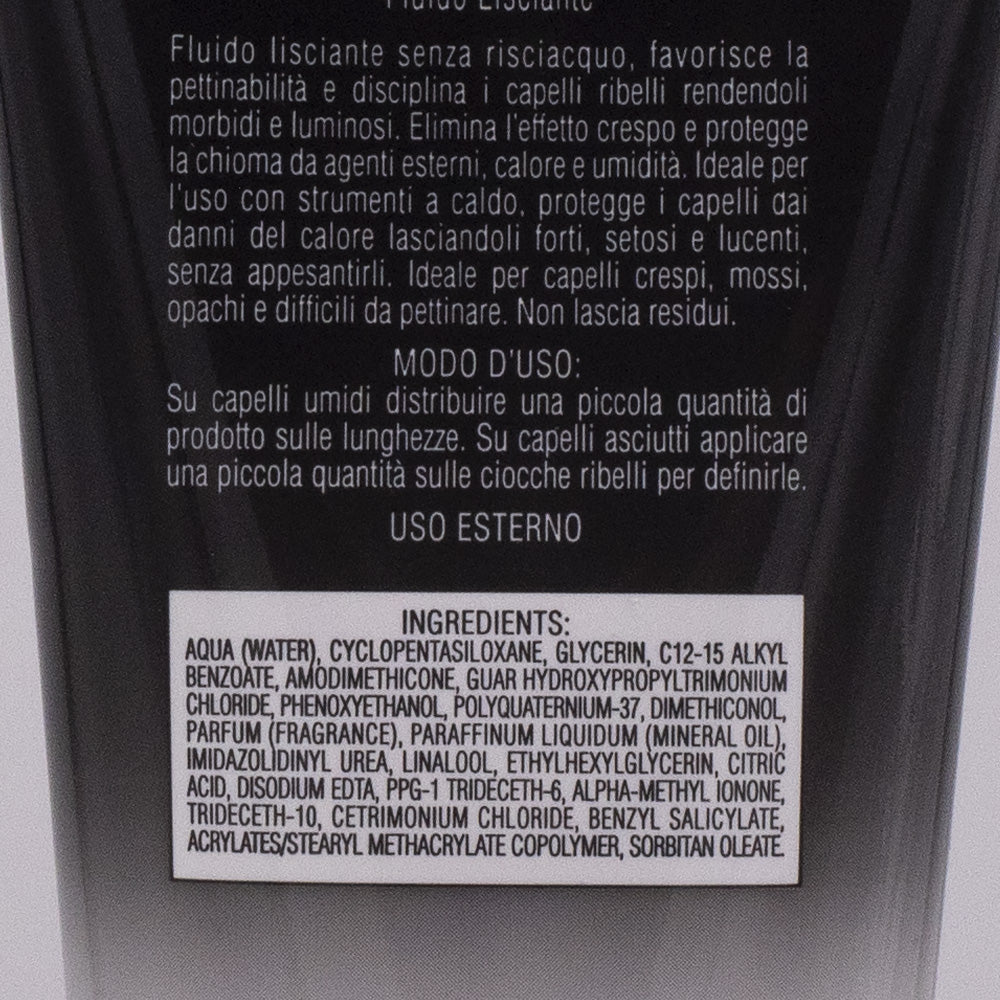 Fluido Lisciante
Fluido lisciante senza risciacquo, favorisce la
pettinabilità e disciplina i capelli ribelli rendendoli
morbidi e luminosi. Elimina l'effetto crespo e protegge
la chioma da agenti esterni, calore e umidità. Ideale per
l'uso con strumenti a caldo, protegge i capelli dai
danni del calore lasciandoli forti, setosi e lucenti,
senza appesantirli. Ideale per capelli crespi, mossi,
opachi e difficili da pettinare. Non lascia residui.
MODO D'USO:
Su capelli umidi distribuire una piccola quantità di
prodotto sulle lunghezze. Su capelli asciutti applicare
una piccola quantità sulle ciocche ribelli per definirle.
USO ESTERNO
INGREDIENTS:
AQUA (WATER), CYCLOPENTASILOXANE, GLYCERIN, C12-15 ALKYL
BENZOATE, AMODIMETHICONE, GUAR HYDROXYPROPYLTRIMONIUM
CHLORIDE, PHENOXYETHANOL, POLYQUATERNIUM-37, DIMETHICONOL,
PARFUM (FRAGRANCE), PARAFFINUM LIQUIDUM (MINERAL OIL),
IMIDAZOLIDINYL UREA, LINALOOL, ETHYLHEXYLGLYCERIN, CITRIC
ACID, DISODIUM EDTA, PPG-1 TRIDECETH-6, ALPHA-METHYL IONONE,
TRIDECETH-10, CETRIMONIUM CHLORIDE, BENZYL SALICYLATE,
ACRYLATES/STEARYL METHACRYLATE COPOLYMER, SORBITAN OLEATE.